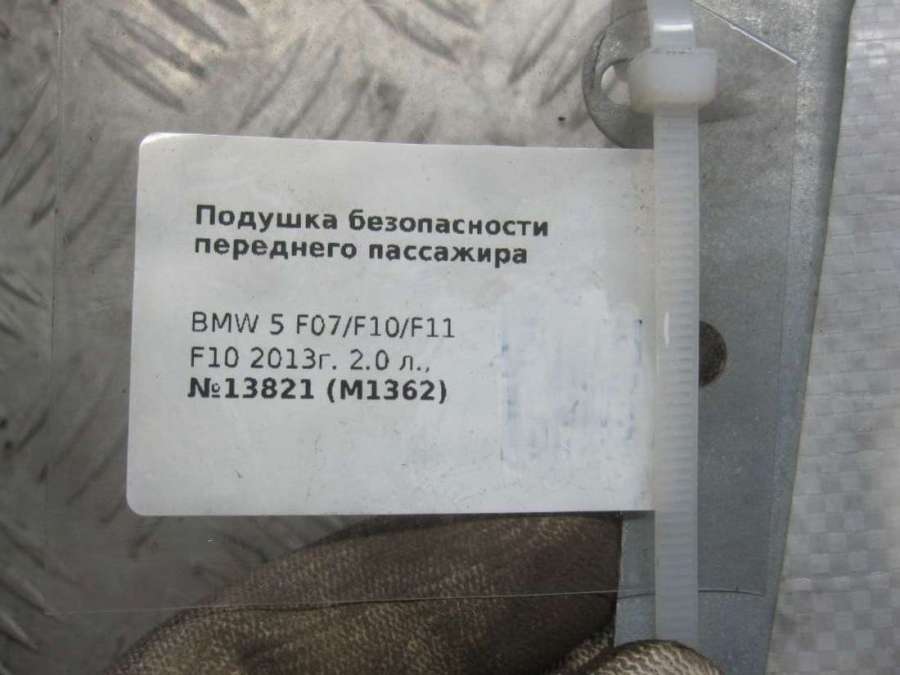 Подушка безопасности
переднего пассажира
BMW 5 F07/F10/F11
F10 2013г. 2.0 л.,
№13821 (M1362)